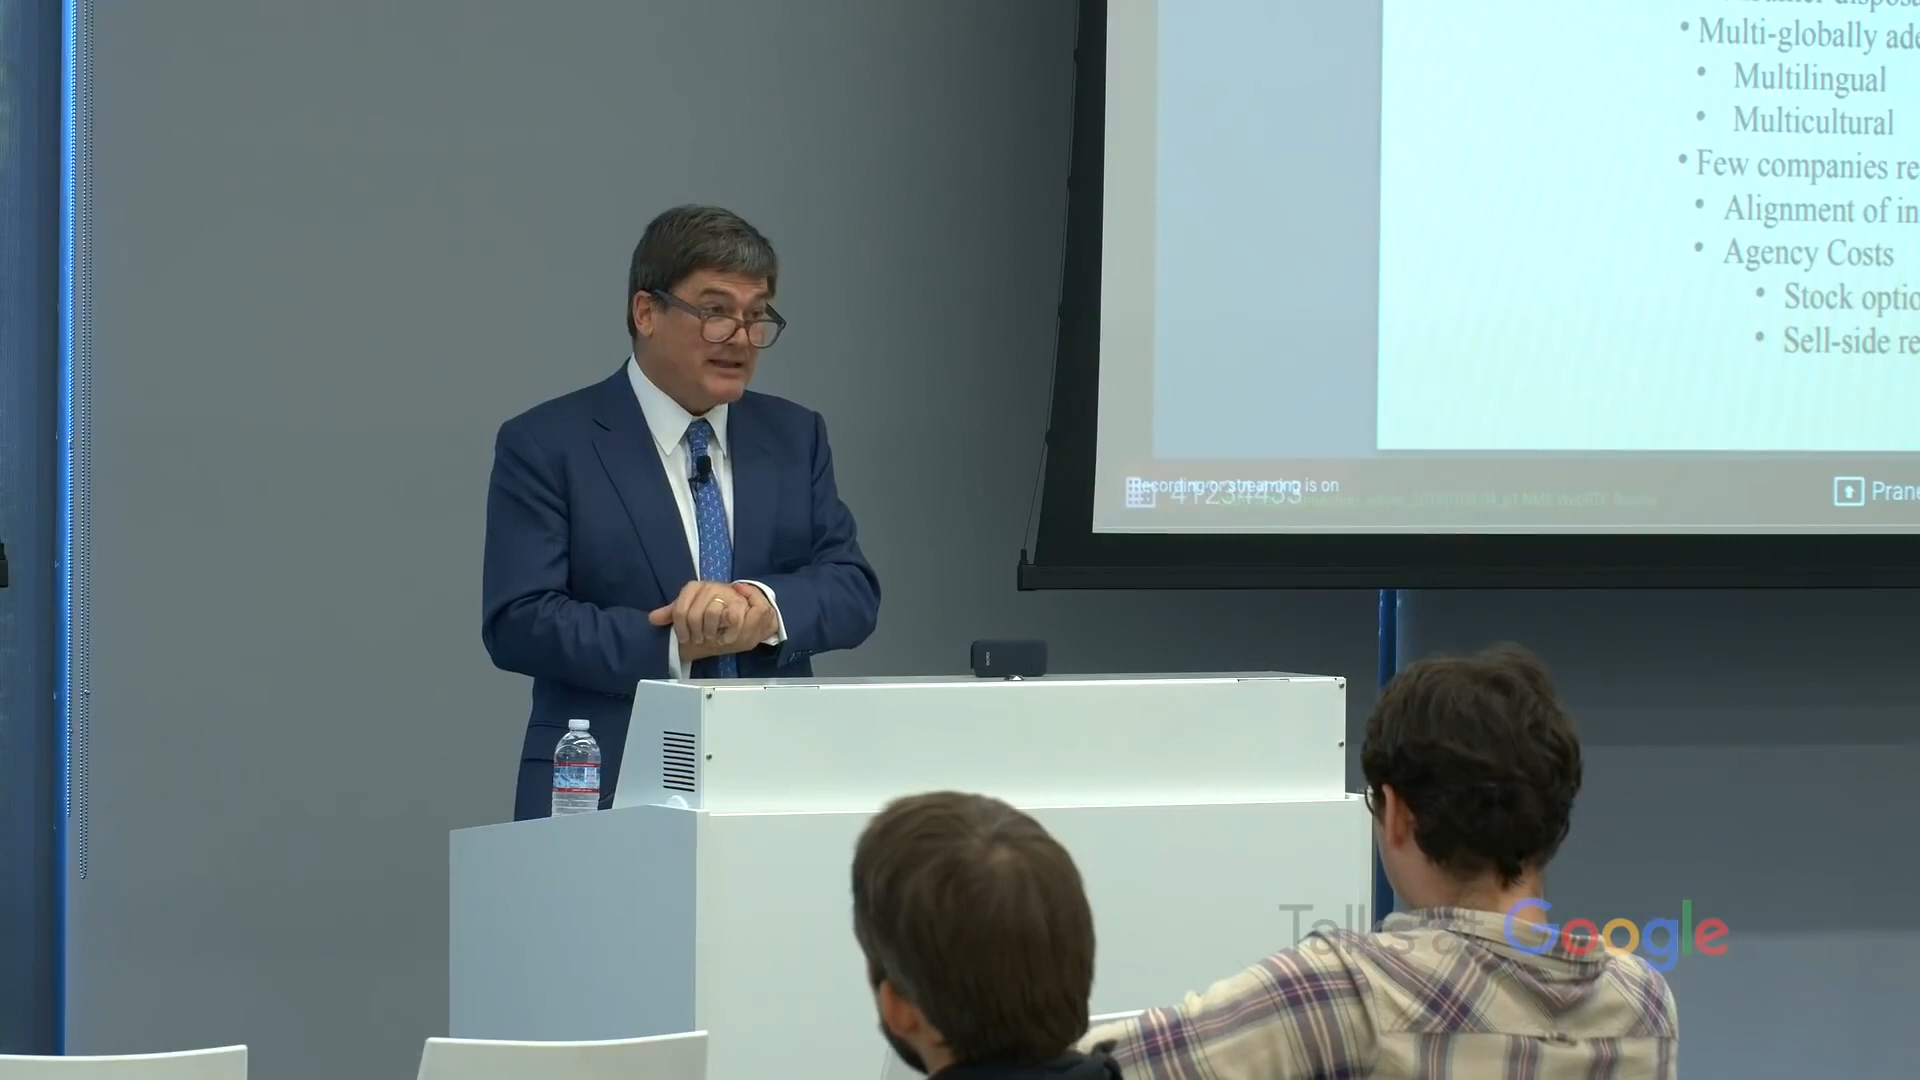 • Multi-globally ade
• Multilingual
• Multicultural
• Few companies re
• Alignment of in
• Agency Costs
• Stock optio
• Sell-side re
Recording or streaming is on
Prane
Talks at Google